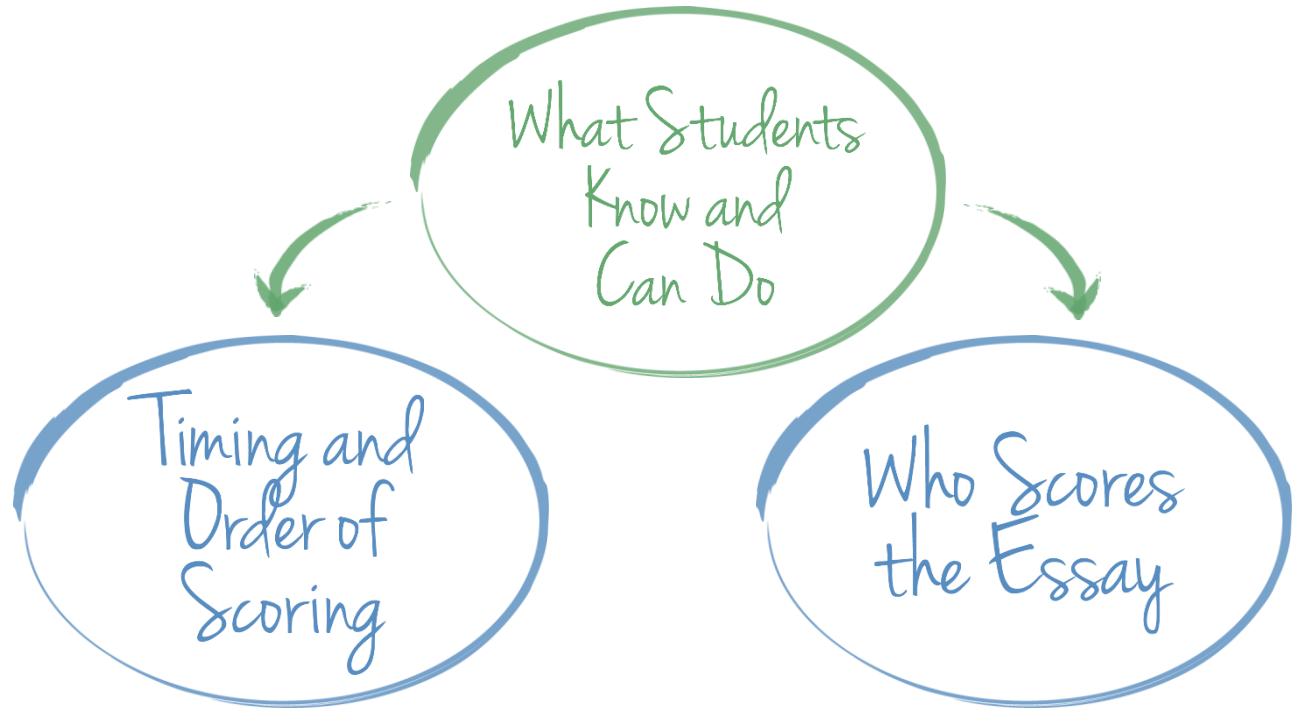 What Students
Know and
Can Do
Timing and
Order of
Scoring
Who Scores
the Essay